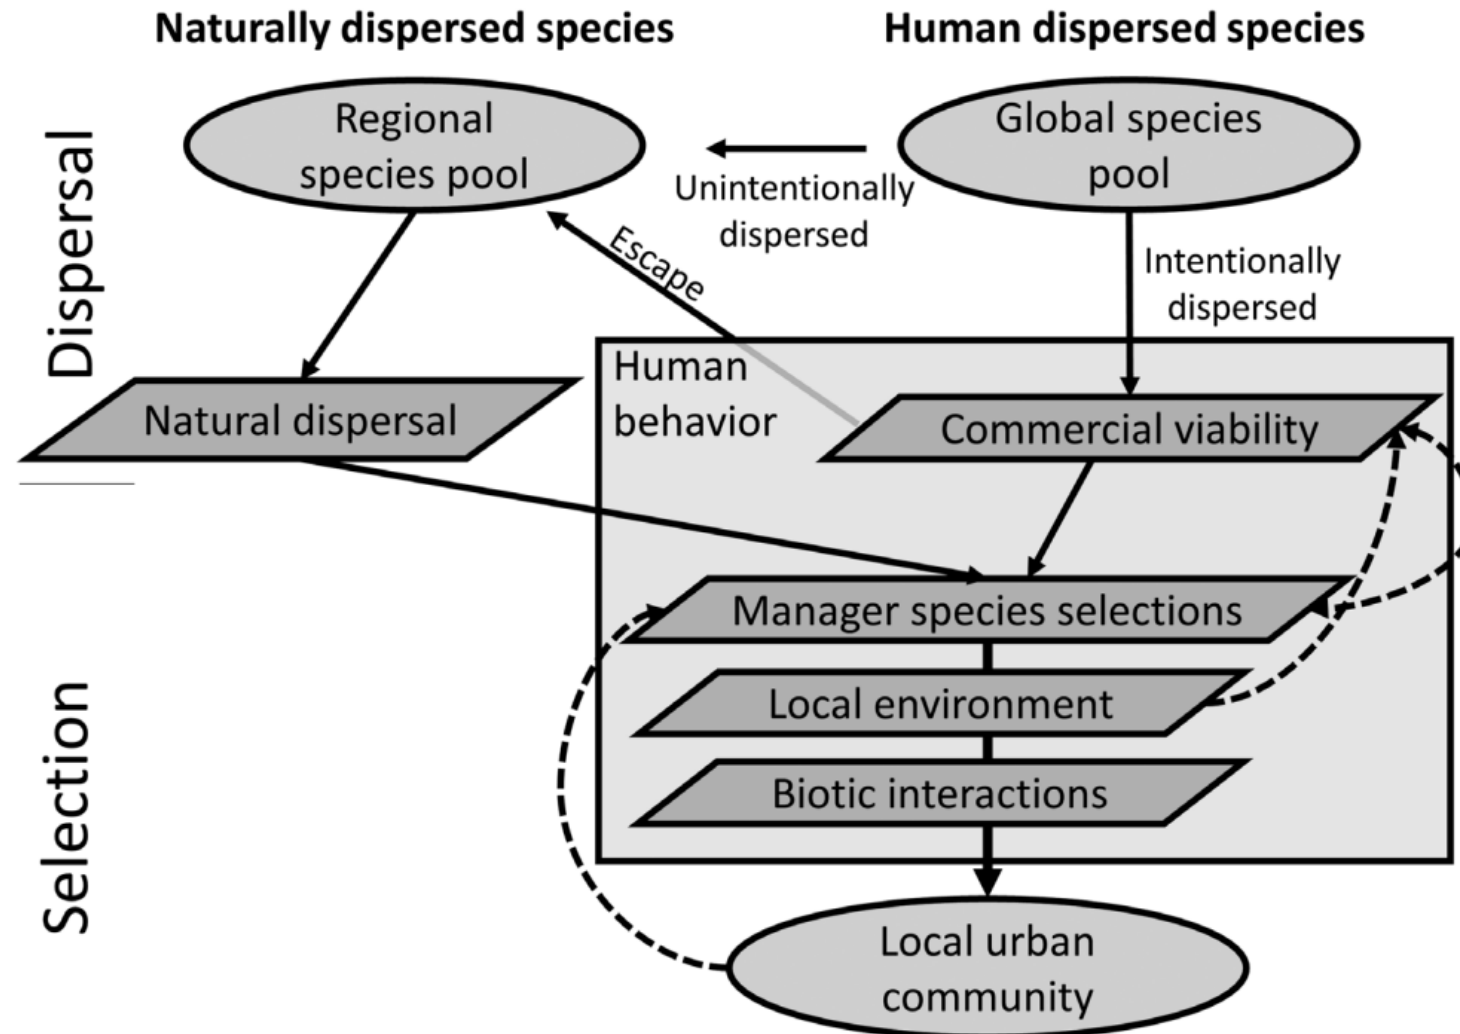 Naturally dispersed species
Human dispersed species
Dispersal
Regional
species pool
Global species
pool
Unintentionally
dispersed
Escape
Intentionally
dispersed
Human
behavior
Natural dispersal
Commercial viability
Selection
Manager species selections
Local environment
Biotic interactions
Local urban
community